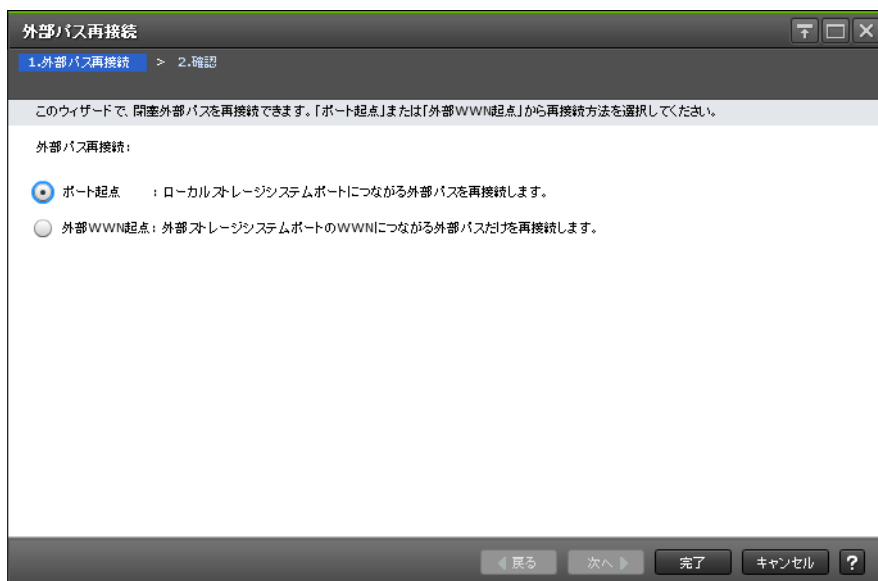 外部パス再接続
1.外部パス再接続 > 2.確認
このウィザードで、閉塞外部パスを再接続できます。「ポート起点」または「外部WWN起点」から再接続方法を選択してください。
外部パス再接続:
ポート起点 : ローカルストレージシステムポートにつながる外部パスを再接続します。
外部WWN起点 : 外部ストレージシステムポートのWWNにつながる外部パスだけを再接続します。
戻る 次へ 完了 キャンセル ?